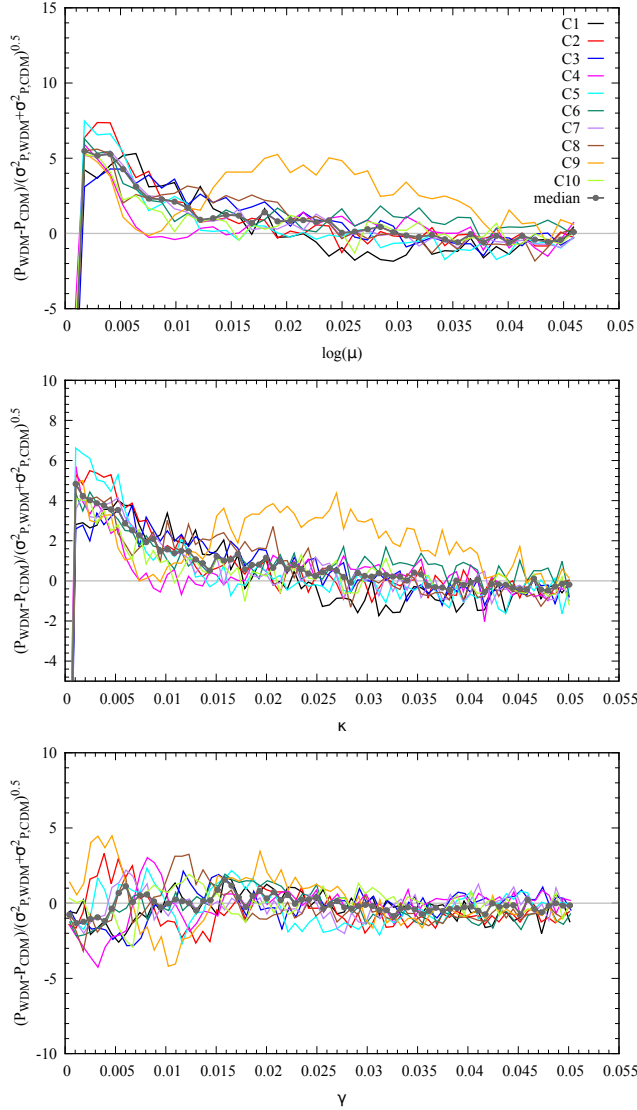 15
10
5
0
-5
(P_WDM-P_CDM)/(σ²_P,WDM+σ²_P,CDM)^0.5
C1
C2
C3
C4
C5
C6
C7
C8
C9
C10
median
0 0.005 0.01 0.015 0.02 0.025 0.03 0.035 0.04 0.045 0.05
log(μ)
10
8
6
4
2
0
-2
-4
(P_WDM-P_CDM)/(σ²_P,WDM+σ²_P,CDM)^0.5
0 0.005 0.01 0.015 0.02 0.025 0.03 0.035 0.04 0.045 0.05 0.055
κ
10
5
0
-5
-10
(P_WDM-P_CDM)/(σ²_P,WDM+σ²_P,CDM)^0.5
0 0.005 0.01 0.015 0.02 0.025 0.03 0.035 0.04 0.045 0.05 0.055
γ